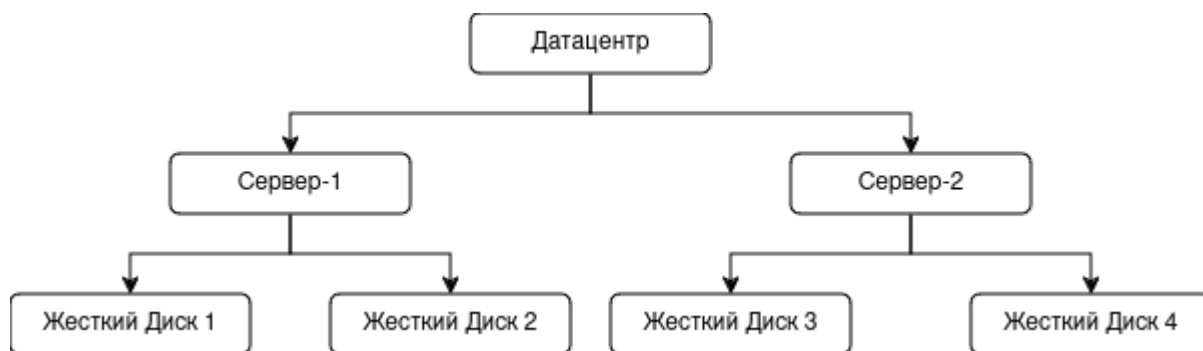 Датацентр
Сервер-1
Сервер-2
Жесткий Диск 1
Жесткий Диск 2
Жесткий Диск 3
Жесткий Диск 4